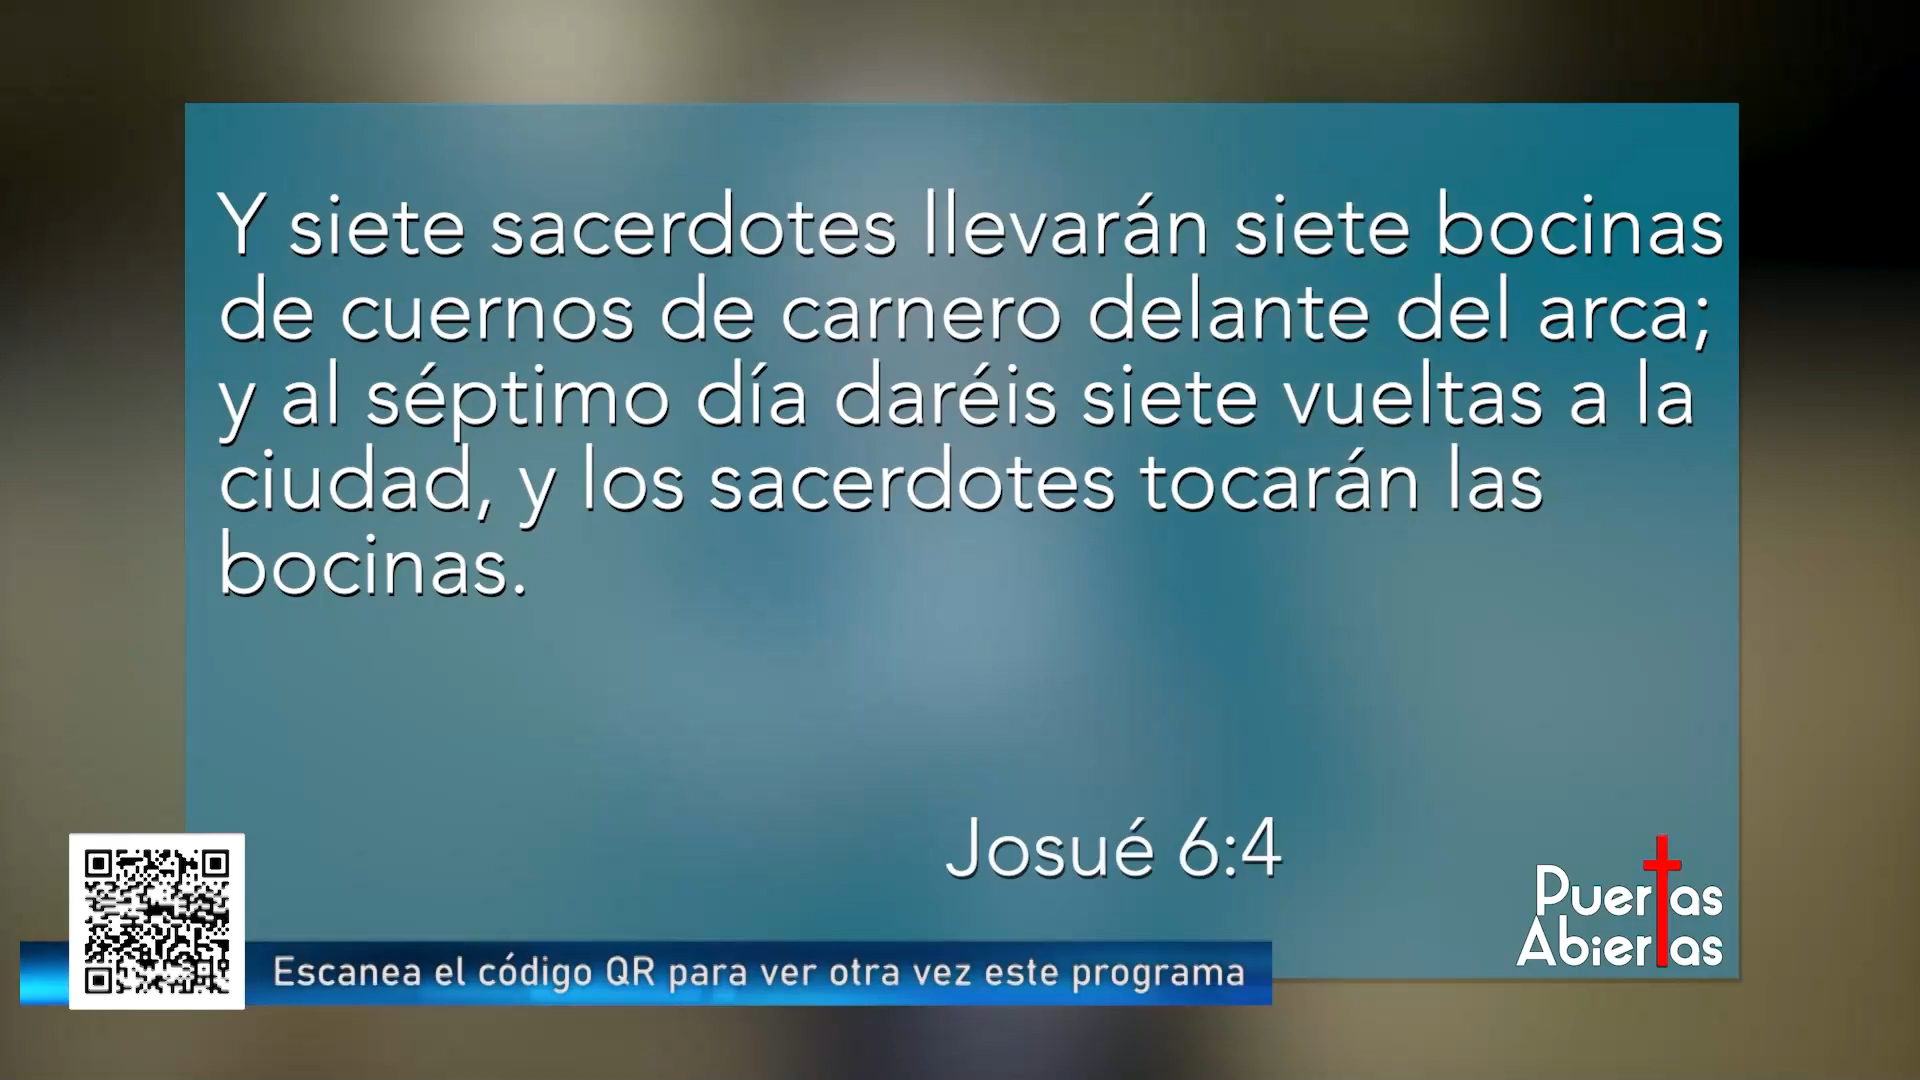 Y siete sacerdotes llevarán siete bocinas
de cuernos de carnero delante del arca;
y al séptimo día daréis siete vueltas a la
ciudad, y los sacerdotes tocarán las
bocinas.
Josué 6:4
Puertas
Abiertas
Escanea el código QR para ver otra vez este programa